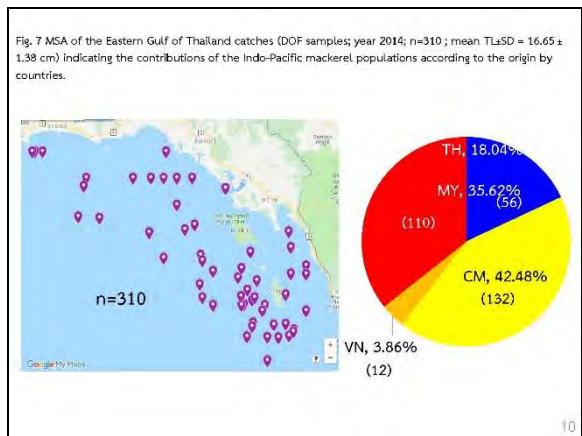 Fig. 7 MSA of the Eastern Gulf of Thailand catches (DOF samples; year 2014; n=310 ; mean TL±SD = 16.65 ±
1.38 cm) indicating the contributions of the Indo-Pacific mackerel populations according to the origin by
countries.
n=310
Google My Maps
TH, 18.04%
(56)
MY, 35.62%
(110)
CM, 42.48%
(132)
VN, 3.86%
(12)
10